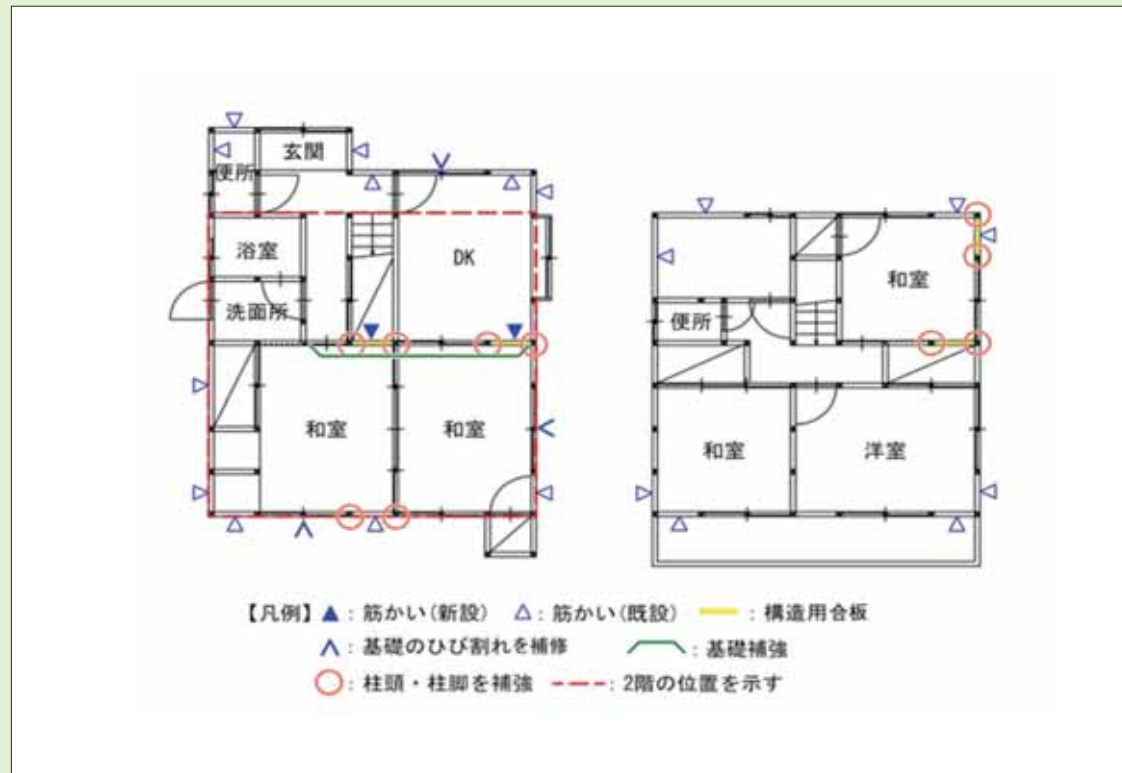 玄関
便所
浴室
DK
洗面所
和室
和室
和室
便所
和室
洋室
【凡例】▲：筋かい(新設) △：筋かい(既設) ：構造用合板
∧：基礎のひび割れを補修 ：基礎補強
○：柱頭・柱脚を補強 ：2階の位置を示す